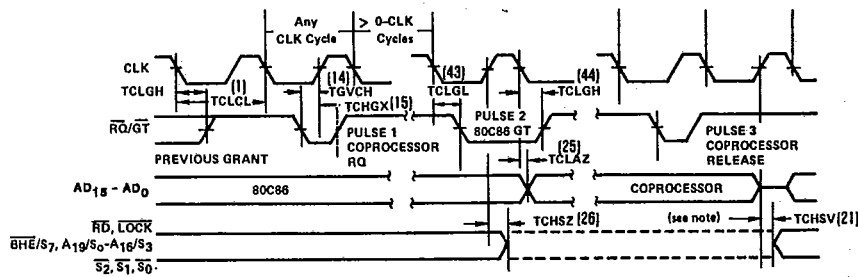 Any
CLK Cycle
> 0-CLK
Cycles
CLK
TCLGH
(1)
TCLCL
(14)
TGVCH
TCHGX (15)
(43)
TCLGL
(44)
TCLGH
RQ/GT
PREVIOUS GRANT
PULSE 1
COPROCESSOR
RQ
PULSE 2
80C86 GT
(25)
TCLAZ
PULSE 3
COPROCESSOR
RELEASE
AD15 - AD0
80C86
COPROCESSOR
RD, LOCK
TCHSZ (26)
(see note)
TCHSV (21)
BHE/S7, A19/S0-A16/S3
S2, S1, S0.